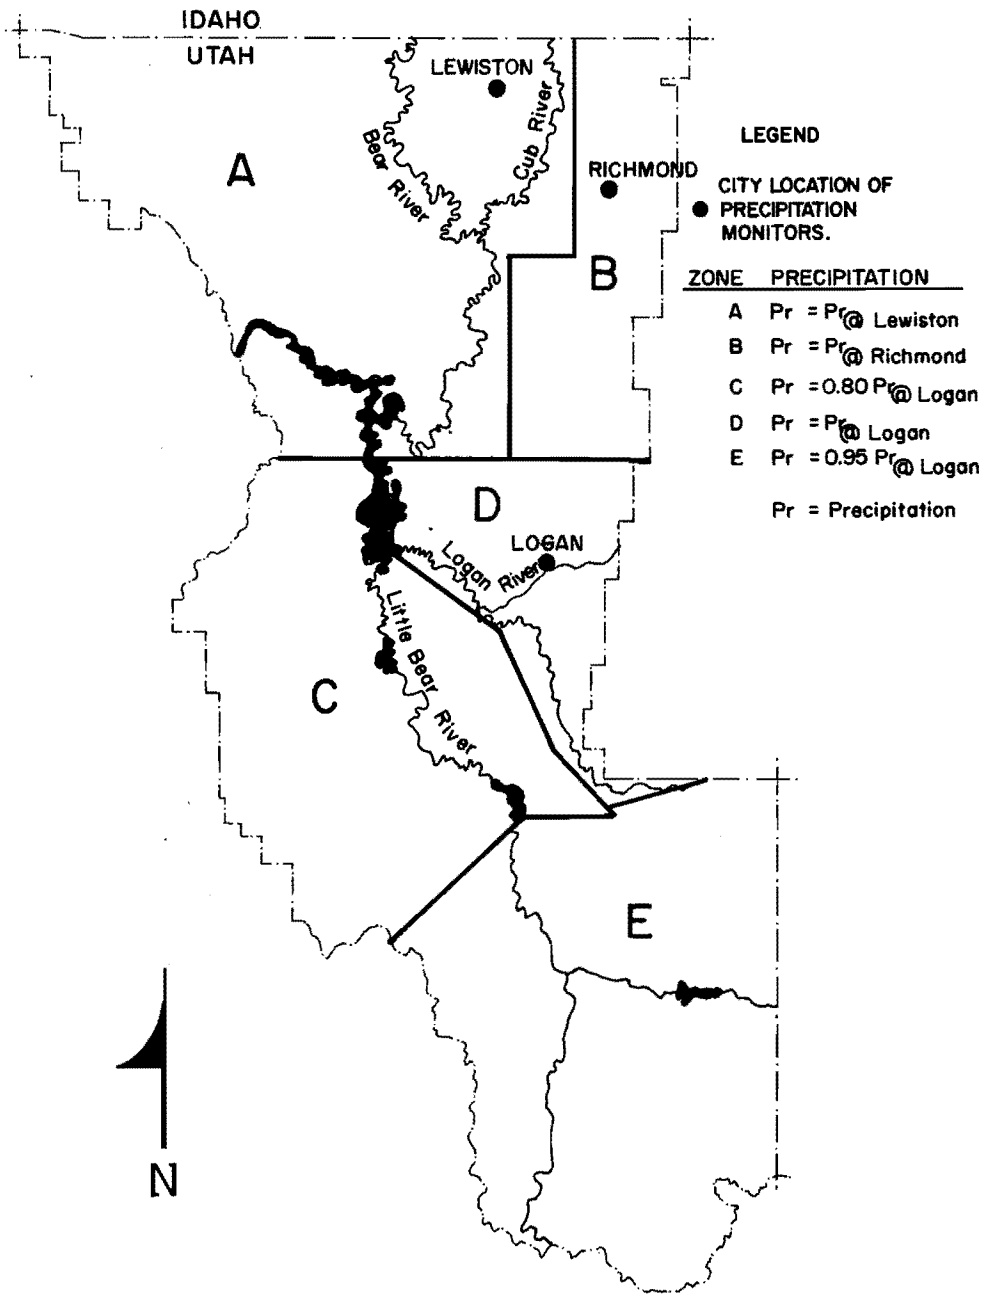 IDAHO
UTAH
LEWISTON
Bear River
Cub River
A
RICHMOND
B
LEGEND
CITY LOCATION OF
PRECIPITATION
MONITORS.
ZONE PRECIPITATION
A Pr = Pr@ Lewiston
B Pr = Pr@ Richmond
C Pr = 0.80 Pr@ Logan
D Pr = Pr@ Logan
E Pr = 0.95 Pr@ Logan
Pr = Precipitation
D
LOGAN
Logan River
Little Bear River
C
E
N